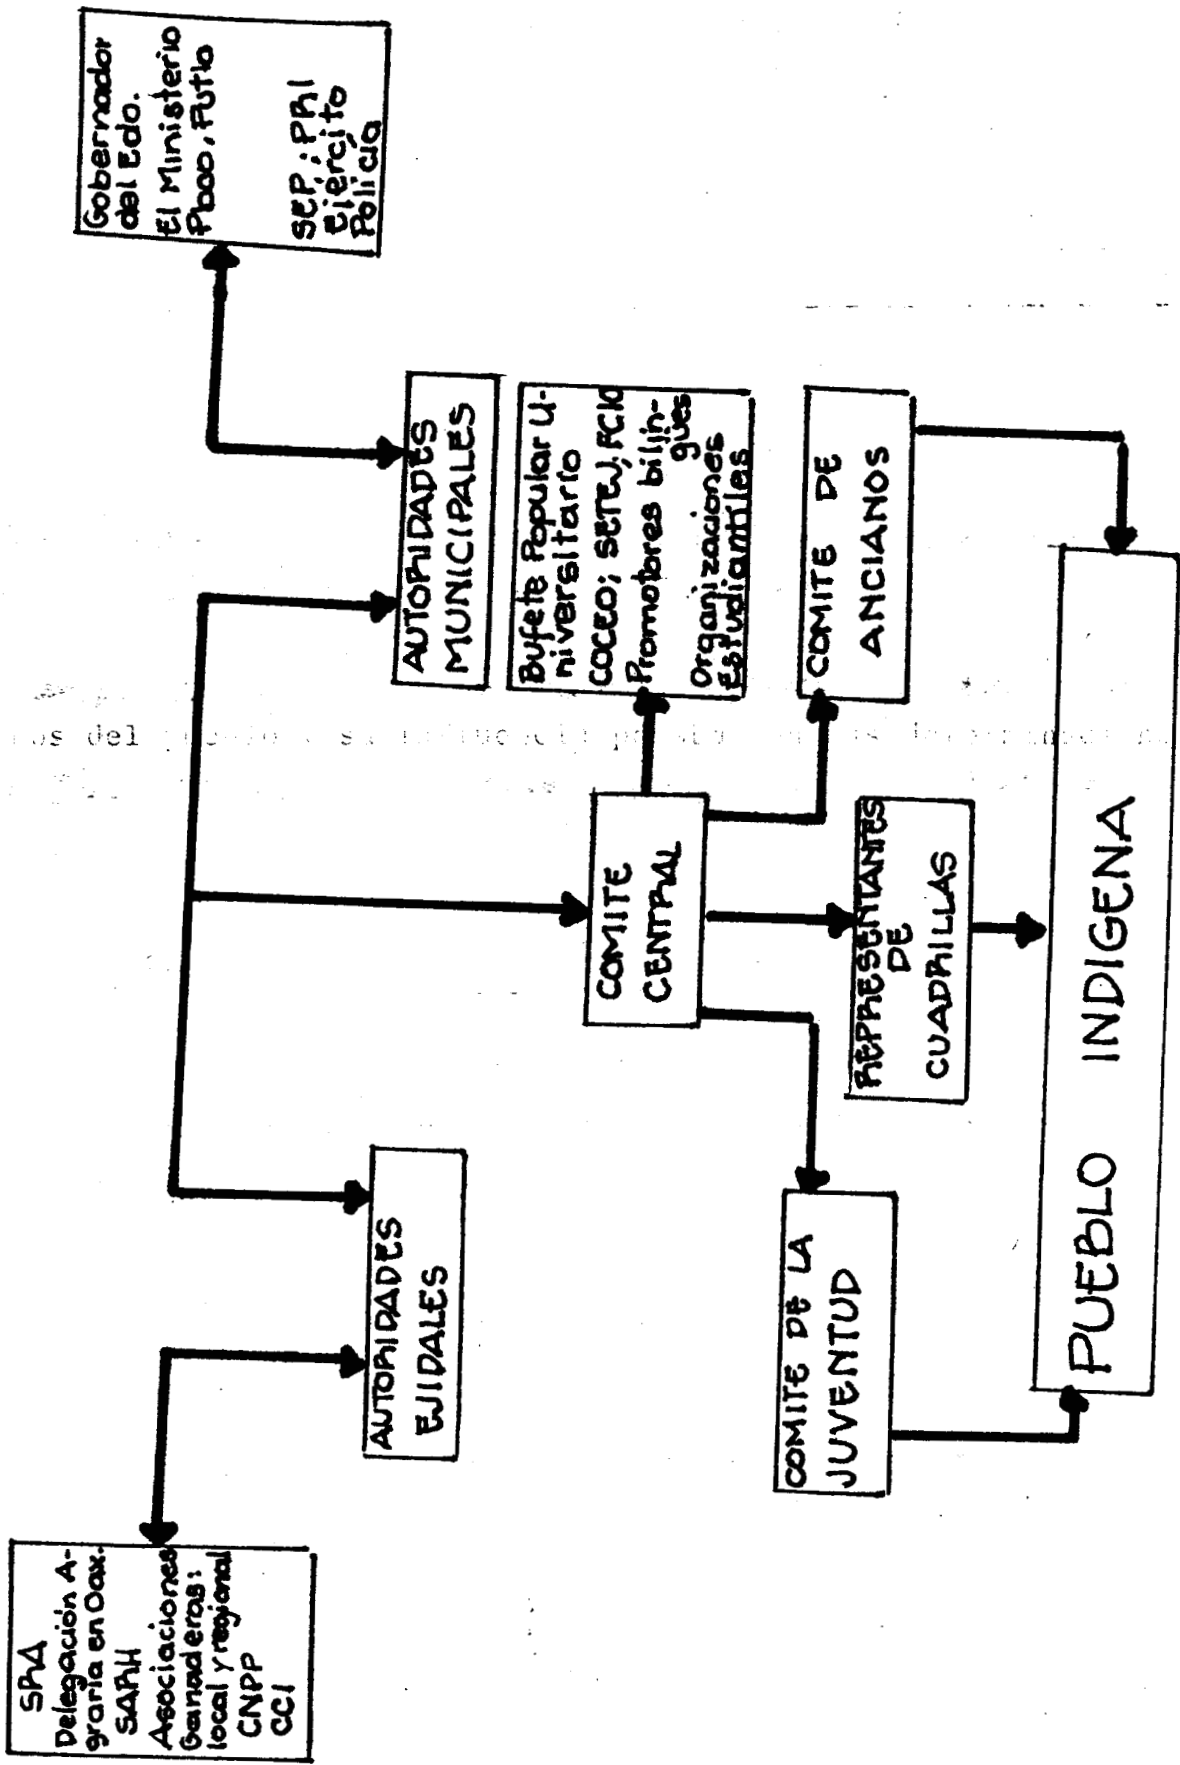 SRA
Delegación A-
graria en Oax.
SARH
Asociaciones
Ganaderas:
local y regional
CNPP
CCI
AUTORIDADES
EJIDALES
AUTORIDADES
MUNICIPALES
Gobernador
del Edo.
El Ministerio
Pboo, Putla
SEP; PRI
Ejército
Policía
COMITE
CENTRAL
Bufete Popular U-
niversitario
COCEO; SETEJ, FCIO
Promotores bilin-
gues
Organizaciones
Estudiantiles
COMITE DE LA
JUVENTUD
REPRESENTANTES
DE
CUADRILLAS
COMITE DE
ANCIANOS
PUEBLO INDIGENA